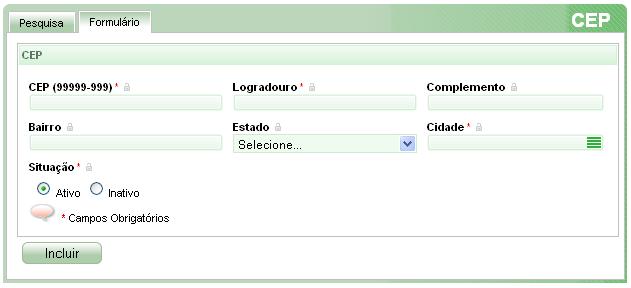 Pesquisa Formulário CEP
CEP
CEP (99999-999) * Logradouro * Complemento
Bairro Estado Cidade *
Selecione...
Situação *
Ativo Inativo
* Campos Obrigatórios
Incluir